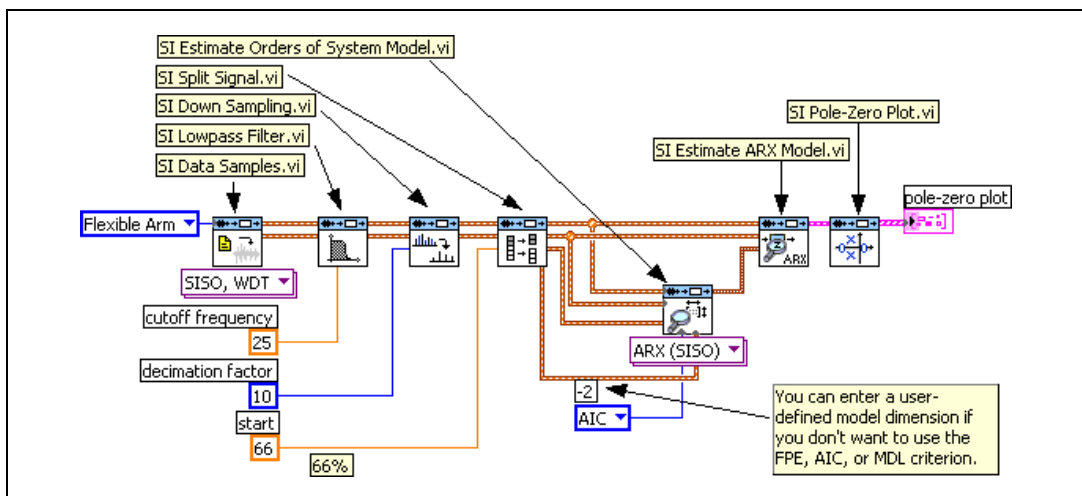 SI Estimate Orders of System Model.vi
SI Split Signal.vi
SI Down Sampling.vi
SI Lowpass Filter.vi
SI Data Samples.vi
SI Pole-Zero Plot.vi
SI Estimate ARX Model.vi
pole-zero plot
Flexible Arm
ARX
SISO, WDT
cutoff frequency
25
ARX (SISO)
decimation factor
10
-2
AIC
start
66
66%
You can enter a user-
defined model dimension if
you don't want to use the
FPE, AIC, or MDL criterion.